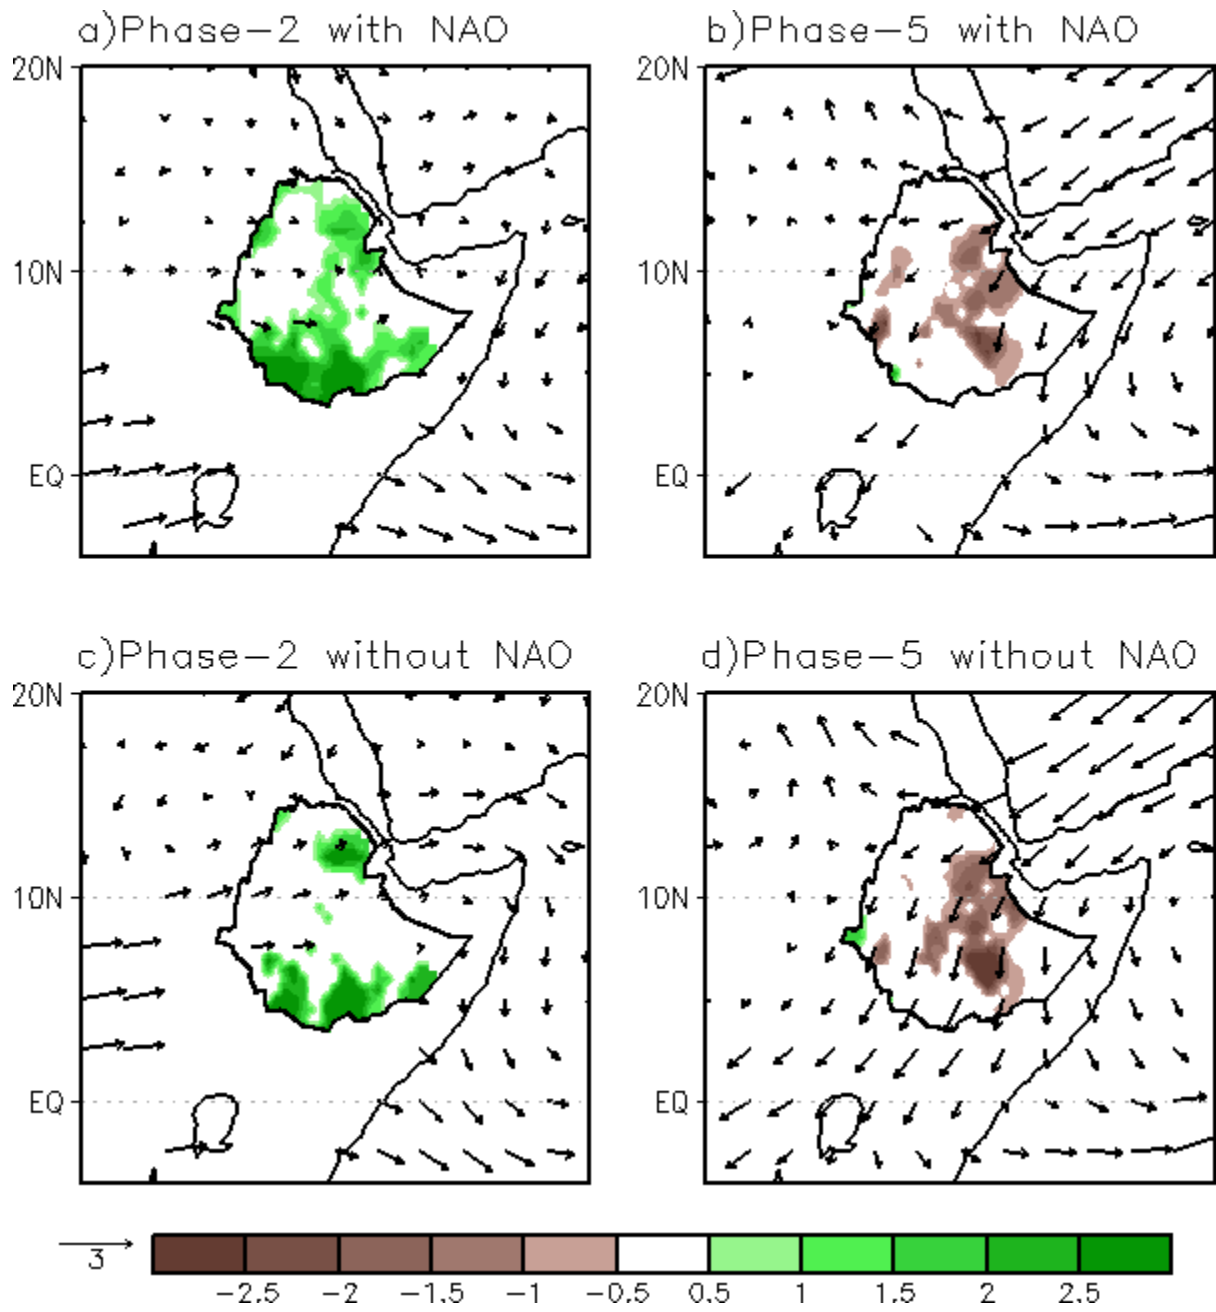 a)Phase-2 with NAO
b)Phase-5 with NAO
20N
10N
EQ
20N
10N
EQ
c)Phase-2 without NAO
d)Phase-5 without NAO
20N
10N
EQ
20N
10N
EQ
3
-2.5 -2 -1.5 -1 -0.5 0.5 1 1.5 2 2.5